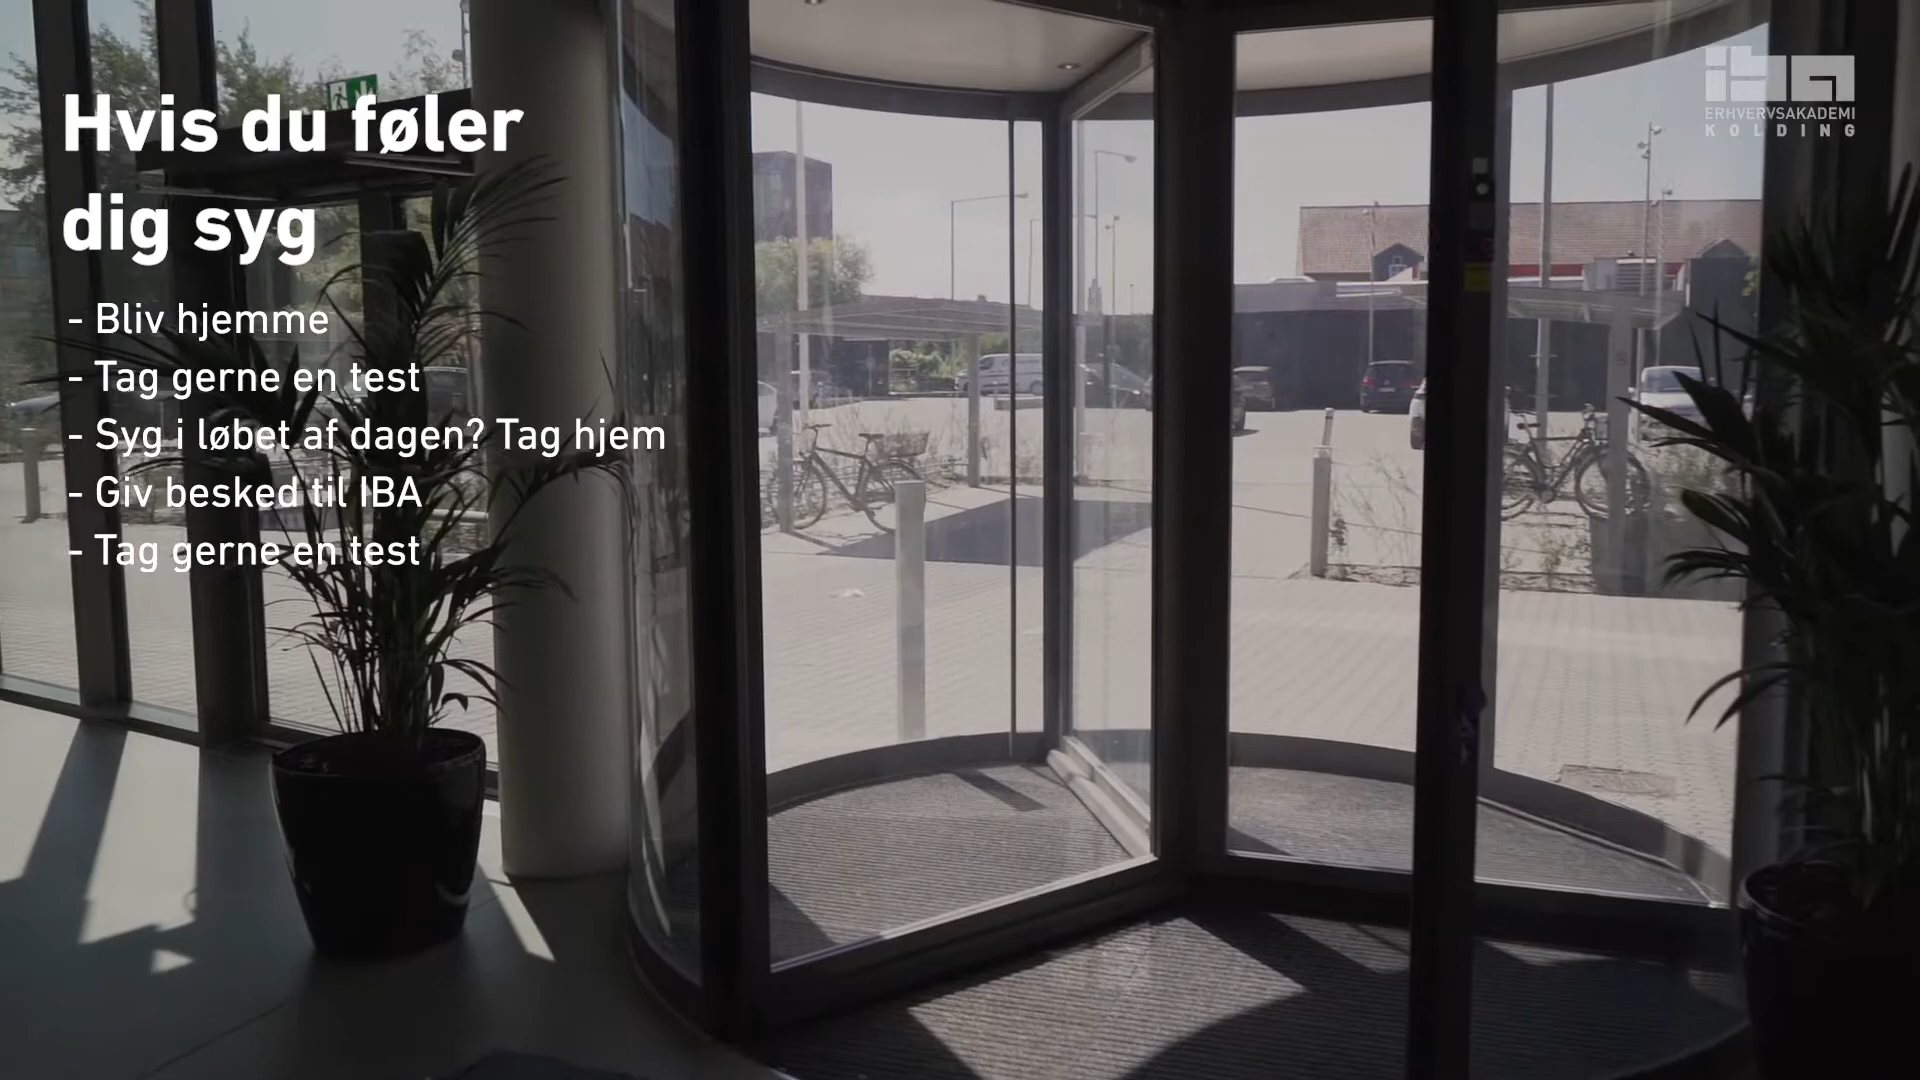 Hvis du føler
dig syg
- Bliv hjemme
- Tag gerne en test
- Syg i løbet af dagen? Tag hjem
- Giv besked til IBA
- Tag gerne en test
iba
ERHVERVSAKADEMI
KOLDING